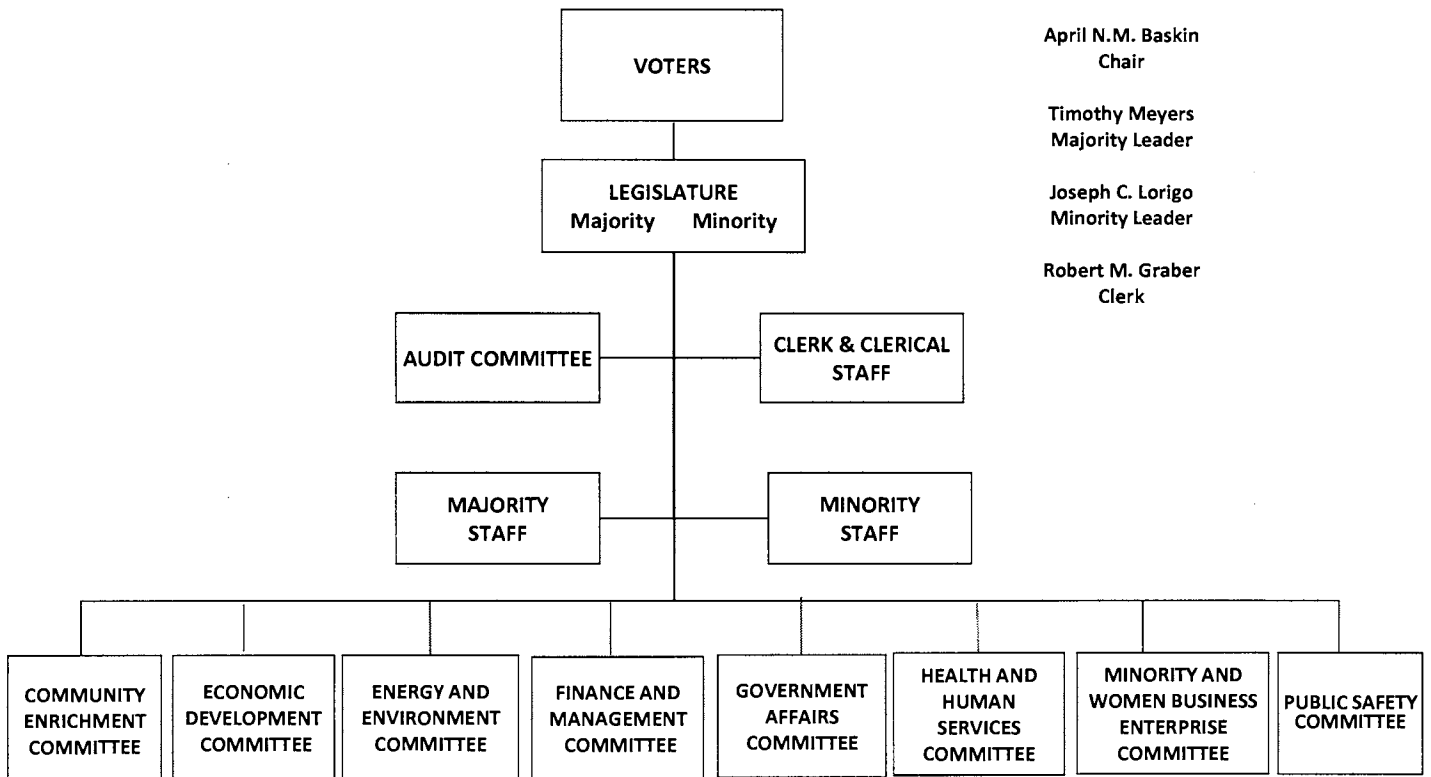 VOTERS
April N.M. Baskin
Chair
Timothy Meyers
Majority Leader
Joseph C. Lorigo
Minority Leader
Robert M. Graber
Clerk
LEGISLATURE
Majority Minority
AUDIT COMMITTEE
CLERK & CLERICAL
STAFF
MAJORITY
STAFF
MINORITY
STAFF
COMMUNITY
ENRICHMENT
COMMITTEE
ECONOMIC
DEVELOPMENT
COMMITTEE
ENERGY AND
ENVIRONMENT
COMMITTEE
FINANCE AND
MANAGEMENT
COMMITTEE
GOVERNMENT
AFFAIRS
COMMITTEE
HEALTH AND
HUMAN
SERVICES
COMMITTEE
MINORITY AND
WOMEN BUSINESS
ENTERPRISE
COMMITTEE
PUBLIC SAFETY
COMMITTEE